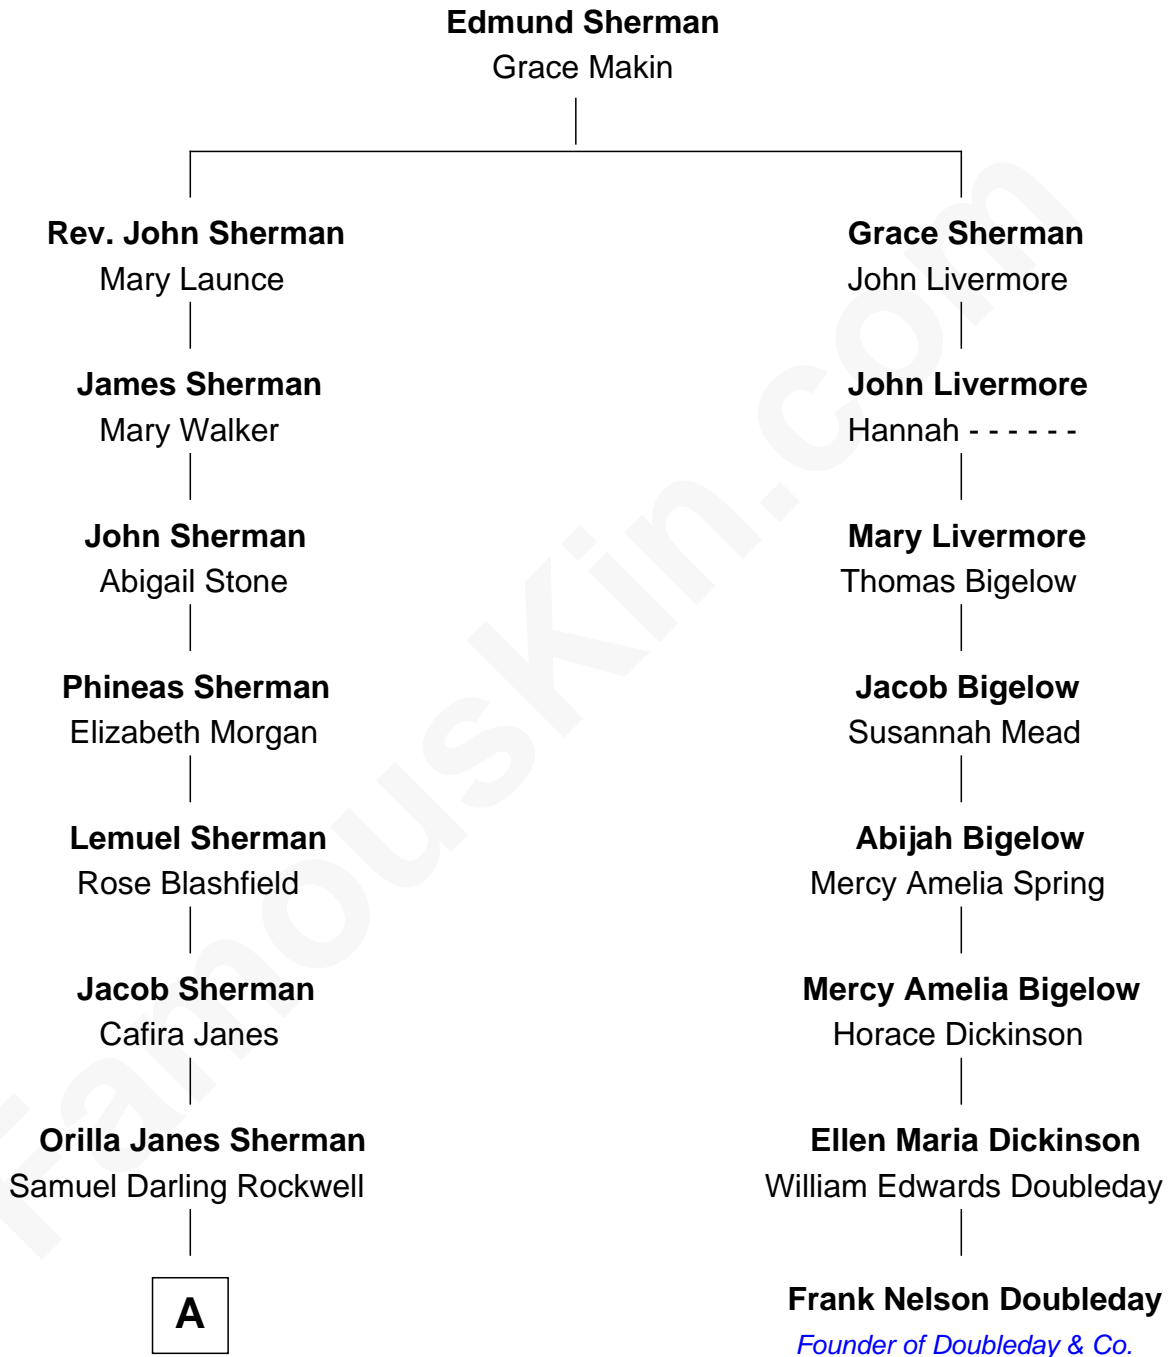 Edmund Sherman
Grace Makin
Rev. John Sherman
Mary Launce
James Sherman
Mary Walker
John Sherman
Abigail Stone
Phineas Sherman
Elizabeth Morgan
Lemuel Sherman
Rose Blashfield
Jacob Sherman
Cafira Janes
Orilla Janes Sherman
Samuel Darling Rockwell
A
Grace Sherman
John Livermore
John Livermore
Hannah - - - - - -
Mary Livermore
Thomas Bigelow
Jacob Bigelow
Susannah Mead
Abijah Bigelow
Mercy Amelia Spring
Mercy Amelia Bigelow
Horace Dickinson
Ellen Maria Dickinson
William Edwards Doubleday
Frank Nelson Doubleday
Founder of Doubleday & Co.
FamousKin.com